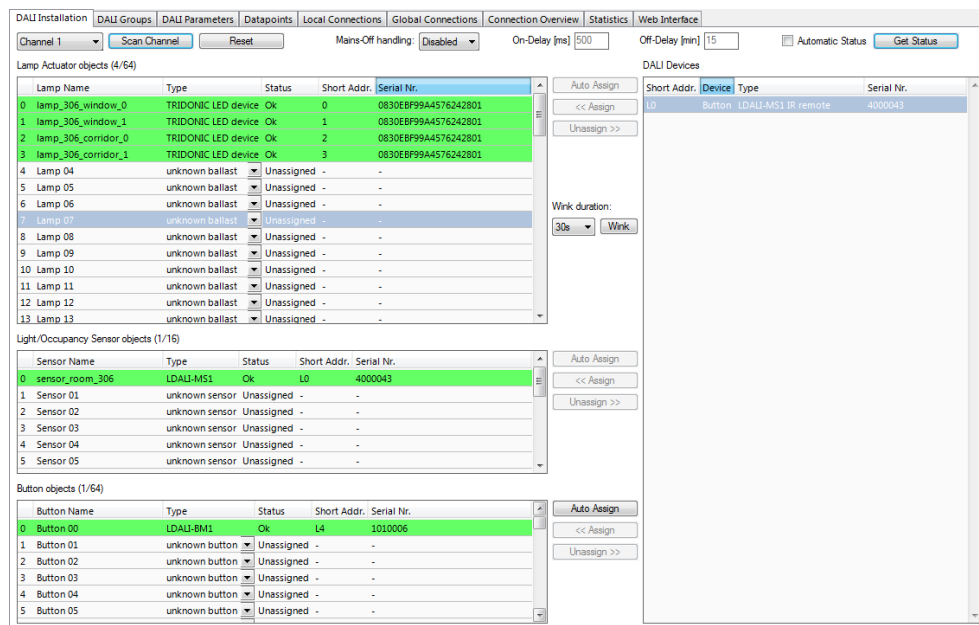 DALI Installation DALI Groups DALI Parameters Datapoints Local Connections Global Connections Connection Overview Statistics Web Interface
Channel 1 Scan Channel Reset Mains-Off handling: Disabled On-Delay [ms] 500 Off-Delay [min] 15 Automatic Status Get Status
Lamp Actuator objects (4/64) DALI Devices
Lamp Name Type Status Short Addr. Serial Nr. Auto Assign Short Addr. Device Type Serial Nr.
0 lamp_306_window_0 TRIDONIC LED device Ok 0 0830EBF99A4576242801 << Assign L0 Button LDALI-MS1 IR remote 4000043
1 lamp_306_window_1 TRIDONIC LED device Ok 1 0830EBF99A4576242801 Unassign >>
2 lamp_306_corridor_0 TRIDONIC LED device Ok 2 0830EBF99A4576242801
3 lamp_306_corridor_1 TRIDONIC LED device Ok 3 0830EBF99A4576242801
4 Lamp 04 unknown ballast Unassigned - -
5 Lamp 05 unknown ballast Unassigned - -
6 Lamp 06 unknown ballast Unassigned - - Wink duration:
7 Lamp 07 unknown ballast Unassigned - - 30s Wink
8 Lamp 08 unknown ballast Unassigned - -
9 Lamp 09 unknown ballast Unassigned - -
10 Lamp 10 unknown ballast Unassigned - -
11 Lamp 11 unknown ballast Unassigned - -
12 Lamp 12 unknown ballast Unassigned - -
13 Lamp 13 unknown ballast Unassigned - -
Light/Occupancy Sensor objects (1/16)
Sensor Name Type Status Short Addr. Serial Nr. Auto Assign
0 sensor_room_306 LDALI-MS1 Ok L0 4000043 << Assign
1 Sensor 01 unknown sensor Unassigned - - Unassign >>
2 Sensor 02 unknown sensor Unassigned - -
3 Sensor 03 unknown sensor Unassigned - -
4 Sensor 04 unknown sensor Unassigned - -
5 Sensor 05 unknown sensor Unassigned - -
Button objects (1/64)
Button Name Type Status Short Addr. Serial Nr. Auto Assign
0 Button 00 LDALI-BM1 Ok L4 1010006 << Assign
1 Button 01 unknown button Unassigned - - Unassign >>
2 Button 02 unknown button Unassigned - -
3 Button 03 unknown button Unassigned - -
4 Button 04 unknown button Unassigned - -
5 Button 05 unknown button Unassigned - -